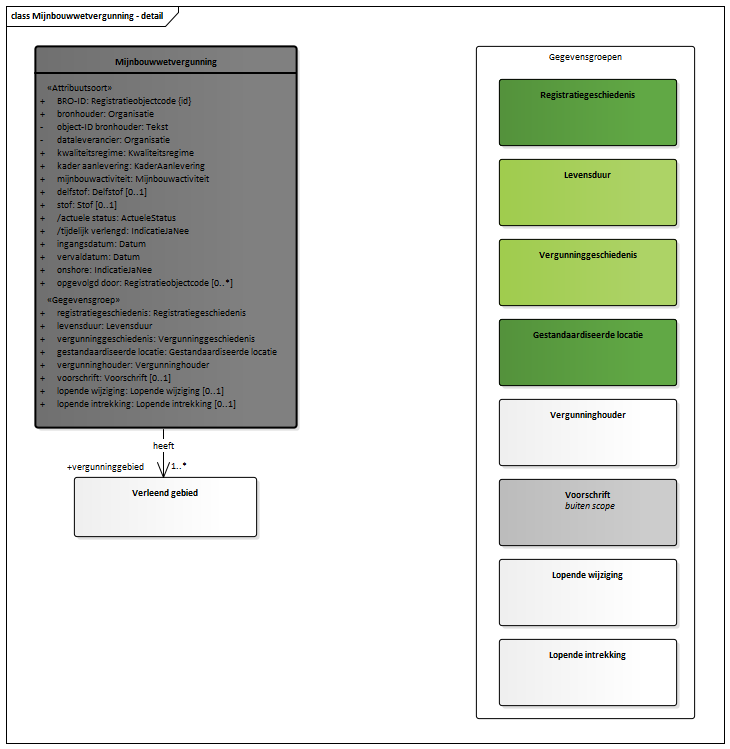 class Mijnbouwwetvergunning - detail
Mijnbouwwetvergunning
«Attribuutsoort»
+ BRO-ID: Registratieobjectcode {id}
+ bronhouder: Organisatie
- object-ID bronhouder: Tekst
- dataleverancier: Organisatie
+ kwaliteitsregime: Kwaliteitsregime
+ kader aanlevering: KaderAanlevering
+ mijnbouwactiviteit: Mijnbouwactiviteit
+ delfstof: Delfstof [0..1]
+ stof: Stof [0..1]
+ /actuele status: ActueleStatus
+ /tijdelijk verlengd: IndicatieJaNee
+ ingangsdatum: Datum
+ vervaldatum: Datum
+ onshore: IndicatieJaNee
+ opgevolgd door: Registratieobjectcode [0..*]
«Gegevensgroep»
+ registratiegeschiedenis: Registratiegeschiedenis
+ levensduur: Levensduur
+ vergunninggeschiedenis: Vergunninggeschiedenis
+ gestandaardiseerde locatie: Gestandaardiseerde locatie
+ vergunninghouder: Vergunninghouder
+ voorschrift: Voorschrift [0..1]
+ lopende wijziging: Lopende wijziging [0..1]
+ lopende intrekking: Lopende intrekking [0..1]
heeft
+vergunninggebied 1..*
Verleend gebied
Gegevensgroepen
Registratiegeschiedenis
Levensduur
Vergunninggeschiedenis
Gestandaardiseerde locatie
Vergunninghouder
Voorschrift
buiten scope
Lopende wijziging
Lopende intrekking